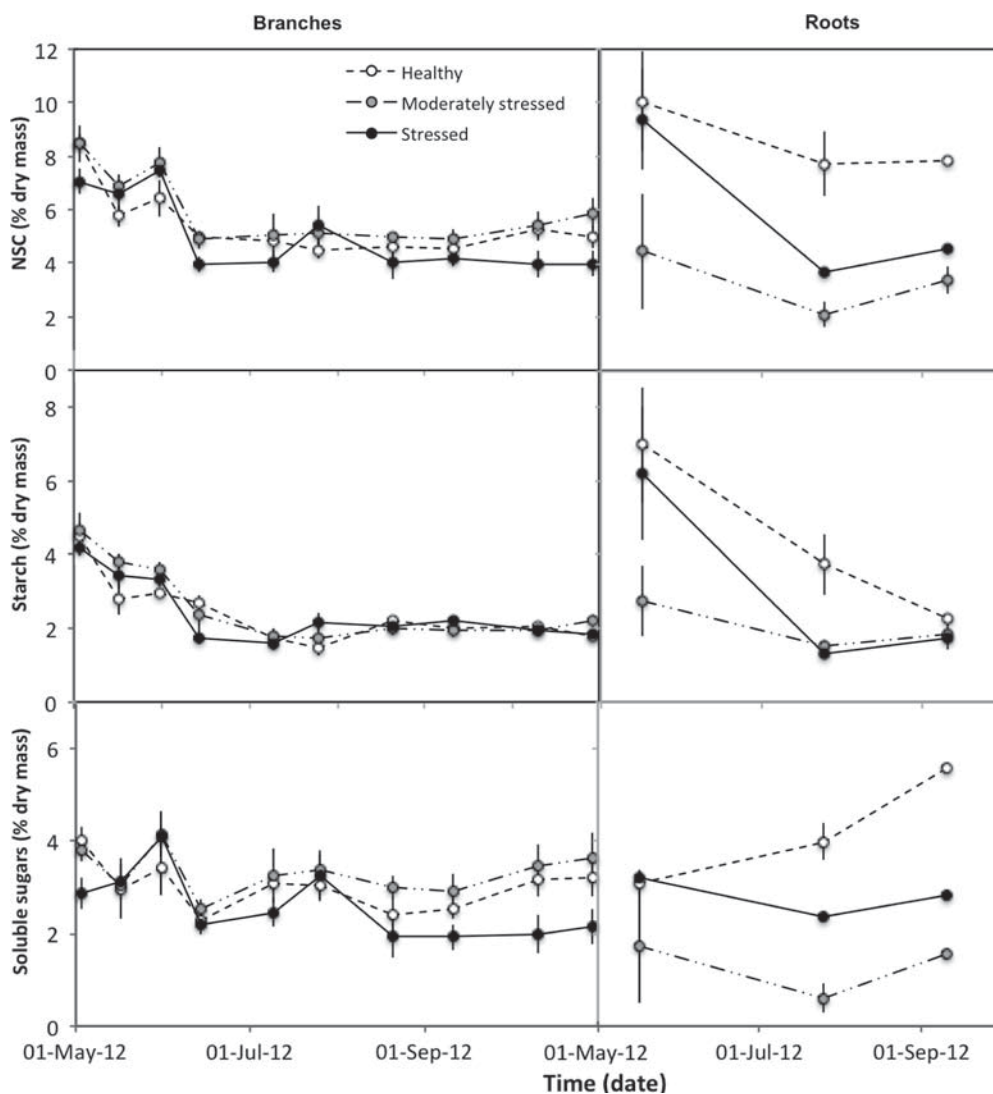 Branches
Roots
NSC (% dry mass)
12
10
8
6
4
2
0
Healthy
Moderately stressed
Stressed
Starch (% dry mass)
8
6
4
2
0
Soluble sugars (% dry mass)
6
4
2
0
01-May-12
01-Jul-12
01-Sep-12
01-May-12
01-Jul-12
01-Sep-12
Time (date)